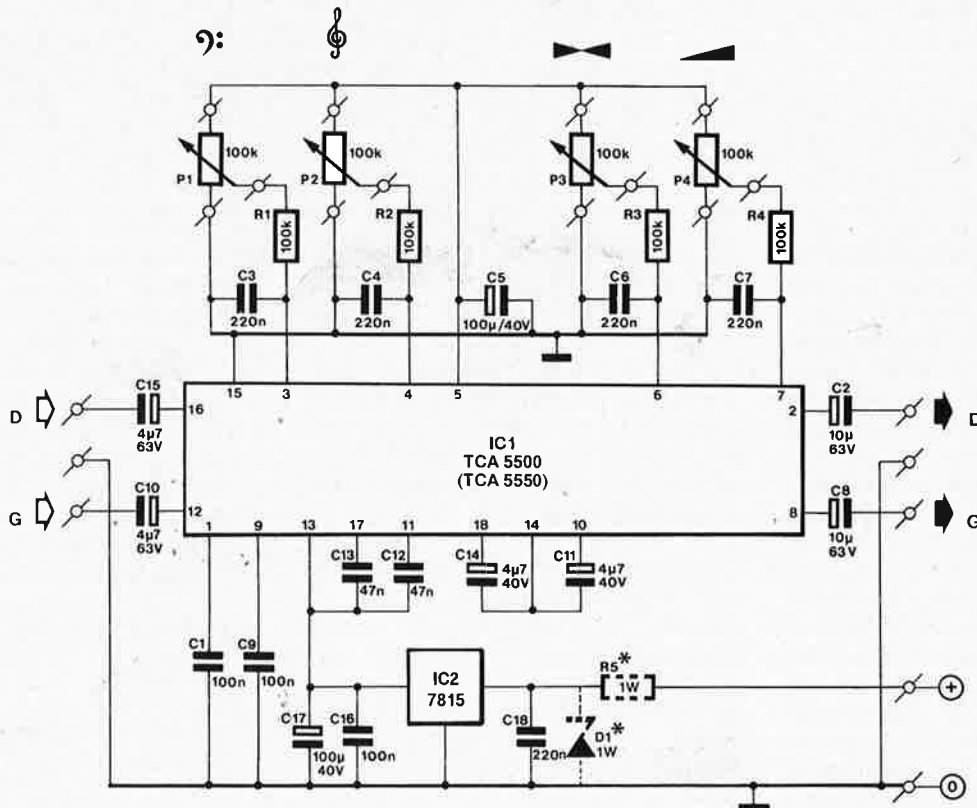 100k
100k
100k
100k
P1
P2
P3
P4
R1
R2
R3
R4
100k
100k
100k
100k
C3
C4
C5
C6
C7
220n
220n
100µ/40V
220n
220n
15
3
4
5
6
7
D
C15
4µ7
63V
16
IC1
TCA 5500
(TCA 5550)
2
C2
10µ
63V
D
G
C10
4µ7
63V
12
8
C8
10µ
63V
G
1
9
13
17
11
18
14
10
C13
47n
C12
47n
C14
4µ7
40V
C11
4µ7
40V
C1
100n
C9
100n
IC2
7815
R5*
1W
+
C17
100µ
40V
C16
100n
C18
220n
D1*
1W
0